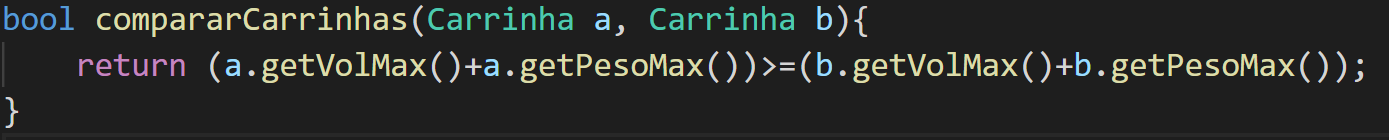 bool compararCarrinhas(Carrinha a, Carrinha b){
    return (a.getVolMax()+a.getPesoMax())>=(b.getVolMax()+b.getPesoMax());
}